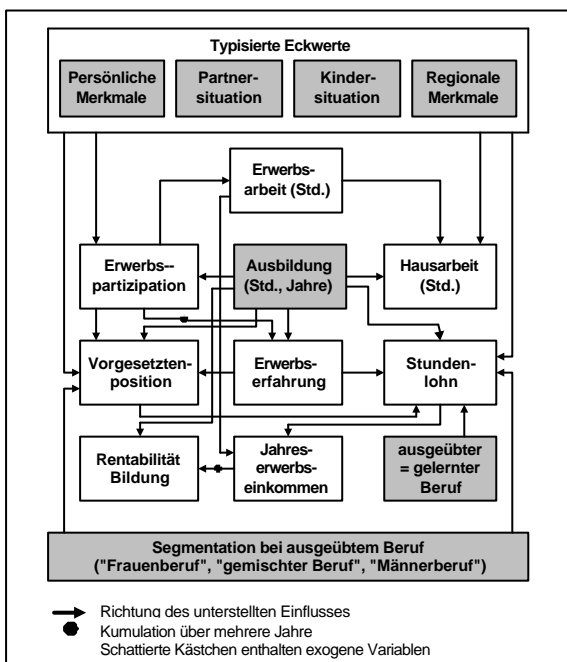 Typisierte Eckwerte
Persönliche
Merkmale
Partner-
situation
Kinder-
situation
Regionale
Merkmale
Erwerbs-
arbeit (Std.)
Erwerbs--
partizipation
Ausbildung
(Std., Jahre)
Hausarbeit
(Std.)
Vorgesetzten-
position
Erwerbs-
erfahrung
Stunden-
lohn
Rentabilität
Bildung
Jahres-
erwerbs-
einkommen
ausgeübter
= gelernter
Beruf
Segmentation bei ausgeübtem Beruf
("Frauenberuf", "gemischter Beruf", "Männerberuf")
Richtung des unterstellten Einflusses
Kumulation über mehrere Jahre
Schattierte Kästchen enthalten exogene Variablen